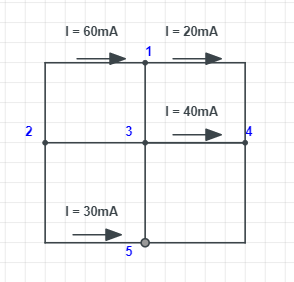 I = 60mA I = 20mA
1
I = 40mA
2 3 4
I = 30mA
5